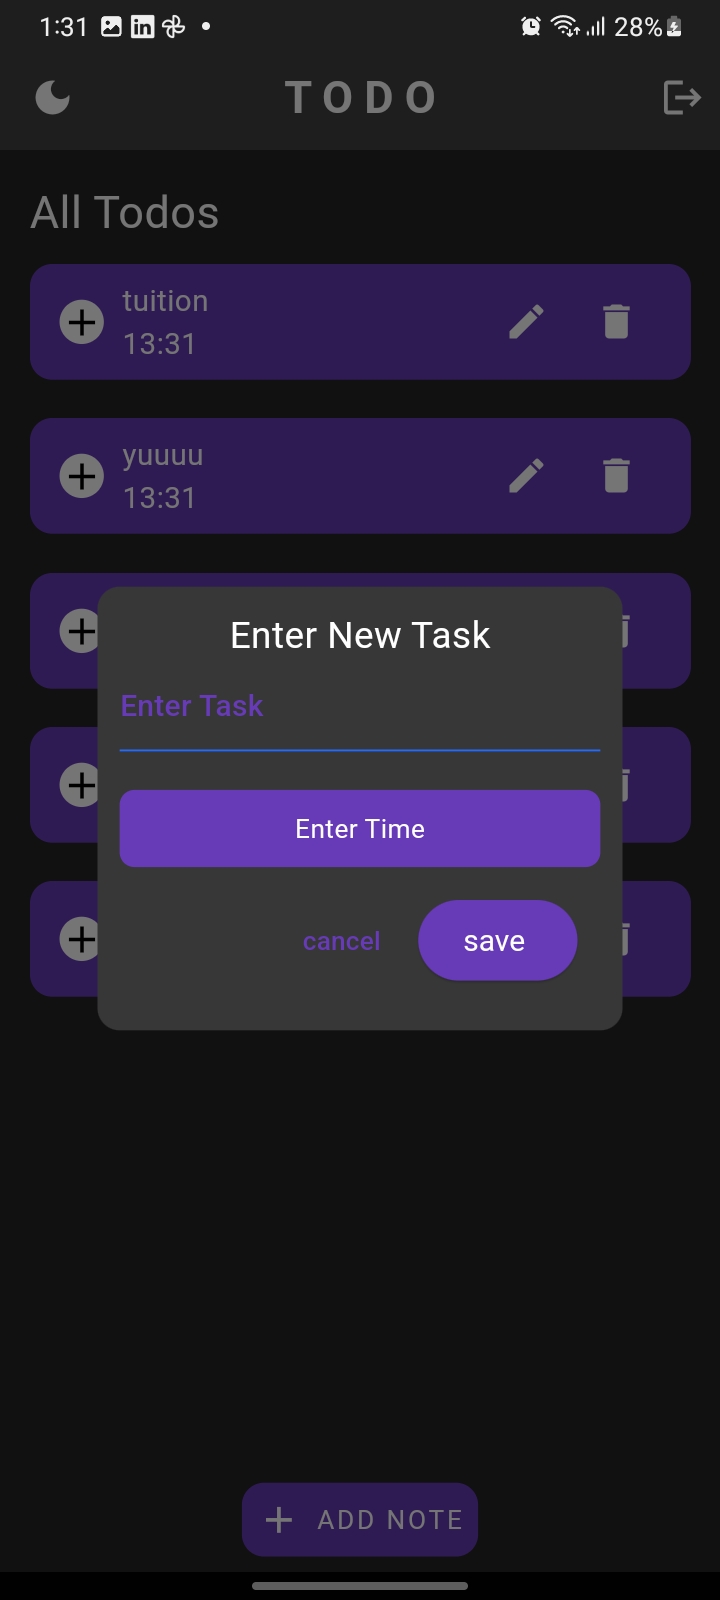 1:31
28%
TODO
All Todos
tuition
13:31
yuuuu
13:31
Enter New Task
Enter Task
Enter Time
cancel save
ADD NOTE